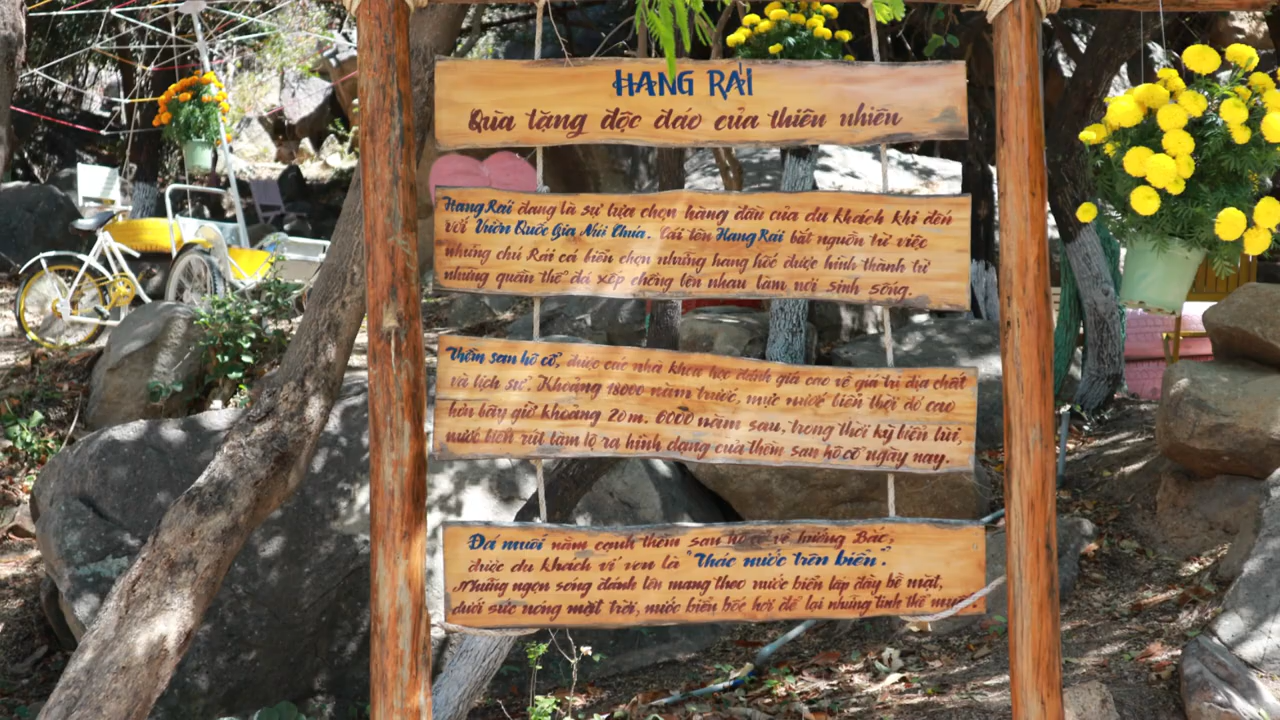 HANG RÁI
Qùa tặng độc đáo của thiên nhiên
Hang Rái đang là sự lựa chọn hàng đầu của du khách khi đến
với Vườn Quốc Gia Núi Chúa. Cái tên Hang Rái bắt nguồn từ việc
những chú Rái cá biển chọn những hang hốc được hình thành từ
những quần thể đá xếp chồng lên nhau làm nơi sinh sống.
Thềm san hô cổ, được các nhà khoa học đánh giá cao về giá trị địa chất
và lịch sử. Khoảng 18000 năm trước, mực nước biển thời đó cao
hơn bây giờ khoảng 20m. 6000 năm sau, trong thời kỳ biển lùi,
nước biển rút làm lộ ra hình dạng của thềm san hô cổ ngày nay.
Đá muối nằm cạnh thềm san hô cổ về hướng Bắc,
được du khách ví von là "Thác nước trên biển".
Những ngọn sóng đánh lên mang theo nước biển lấp đầy bề mặt,
dưới sức nóng mặt trời, nước biển bốc hơi để lại những tinh thể muối.